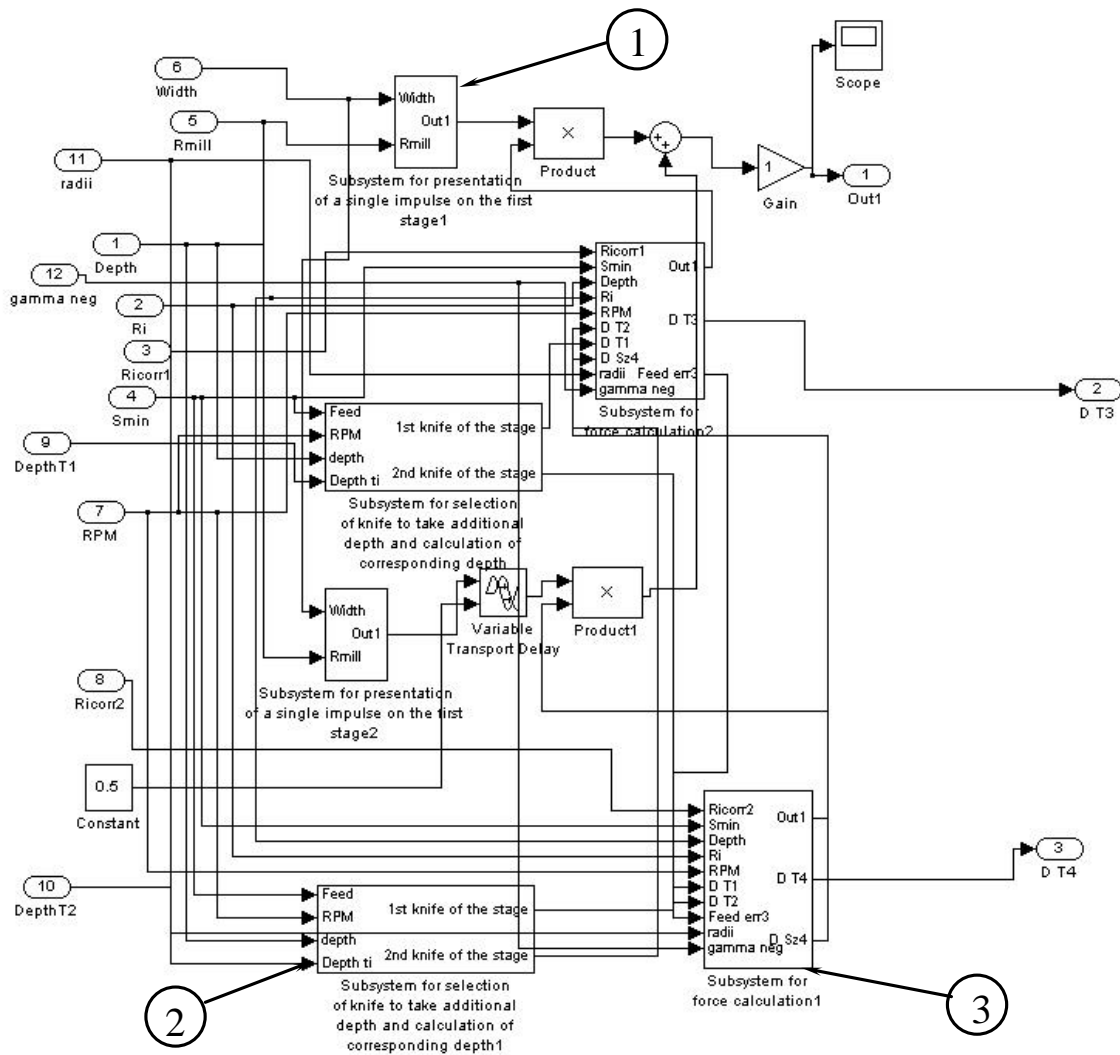 1
6
Width
5
Rmill
11
radii
Width
Out1
Rmill
Subsystem for presentation
of a single impulse on the first
stage1
×
Product
+
+
1
Gain
Scope
1
Out1
1
Depth
12
gamma neg
2
Ri
3
Ricorr1
4
Smin
9
DepthT1
7
RPM
Ricorr1
Smin
Depth
Ri
RPM
D T2
D T1
D Sz4
radii
gamma neg
Out1
D T3
Feed err3
Subsystem for
force calculation2
2
D T3
Feed
RPM
depth
Depth ti
1st knife of the stage
2nd knife of the stage
Subsystem for selection
of knife to take additional
depth and calculation of
corresponding depth
Width
Out1
Rmill
Subsystem for presentation
of a single impulse on the first
stage2
Variable
Transport Delay
×
Product1
8
Ricorr2
0.5
Constant
10
DepthT2
Ricorr2
Smin
Depth
Ri
RPM
D T1
D T2
Feed err3
radii
gamma neg
Out1
D T4
D Sz4
Subsystem for
force calculation1
3
D T4
Feed
RPM
depth
Depth ti
1st knife of the stage
2nd knife of the stage
Subsystem for selection
of knife to take additional
depth and calculation of
corresponding depth1
2
3